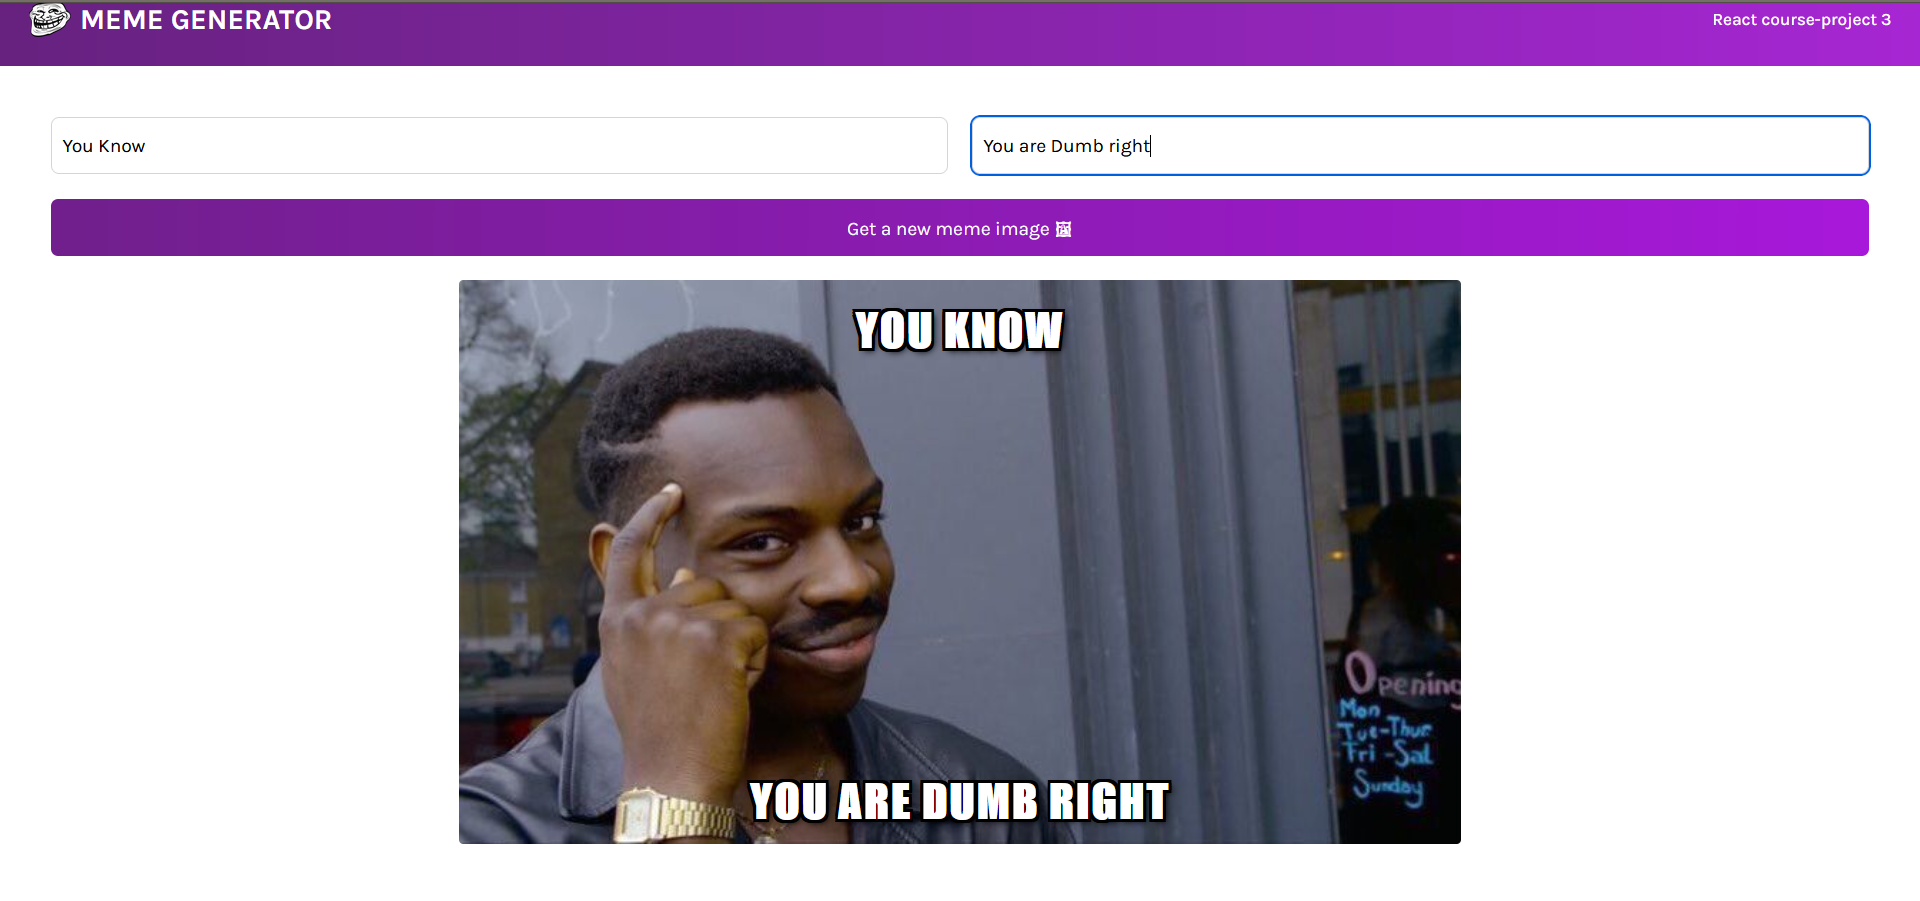 MEME GENERATOR
React course-project 3
You Know
You are Dumb right
Get a new meme image 🖼
YOU KNOW
Opening
Mon
Tue-Thur
Fri -Sat
Sunday
YOU ARE DUMB RIGHT